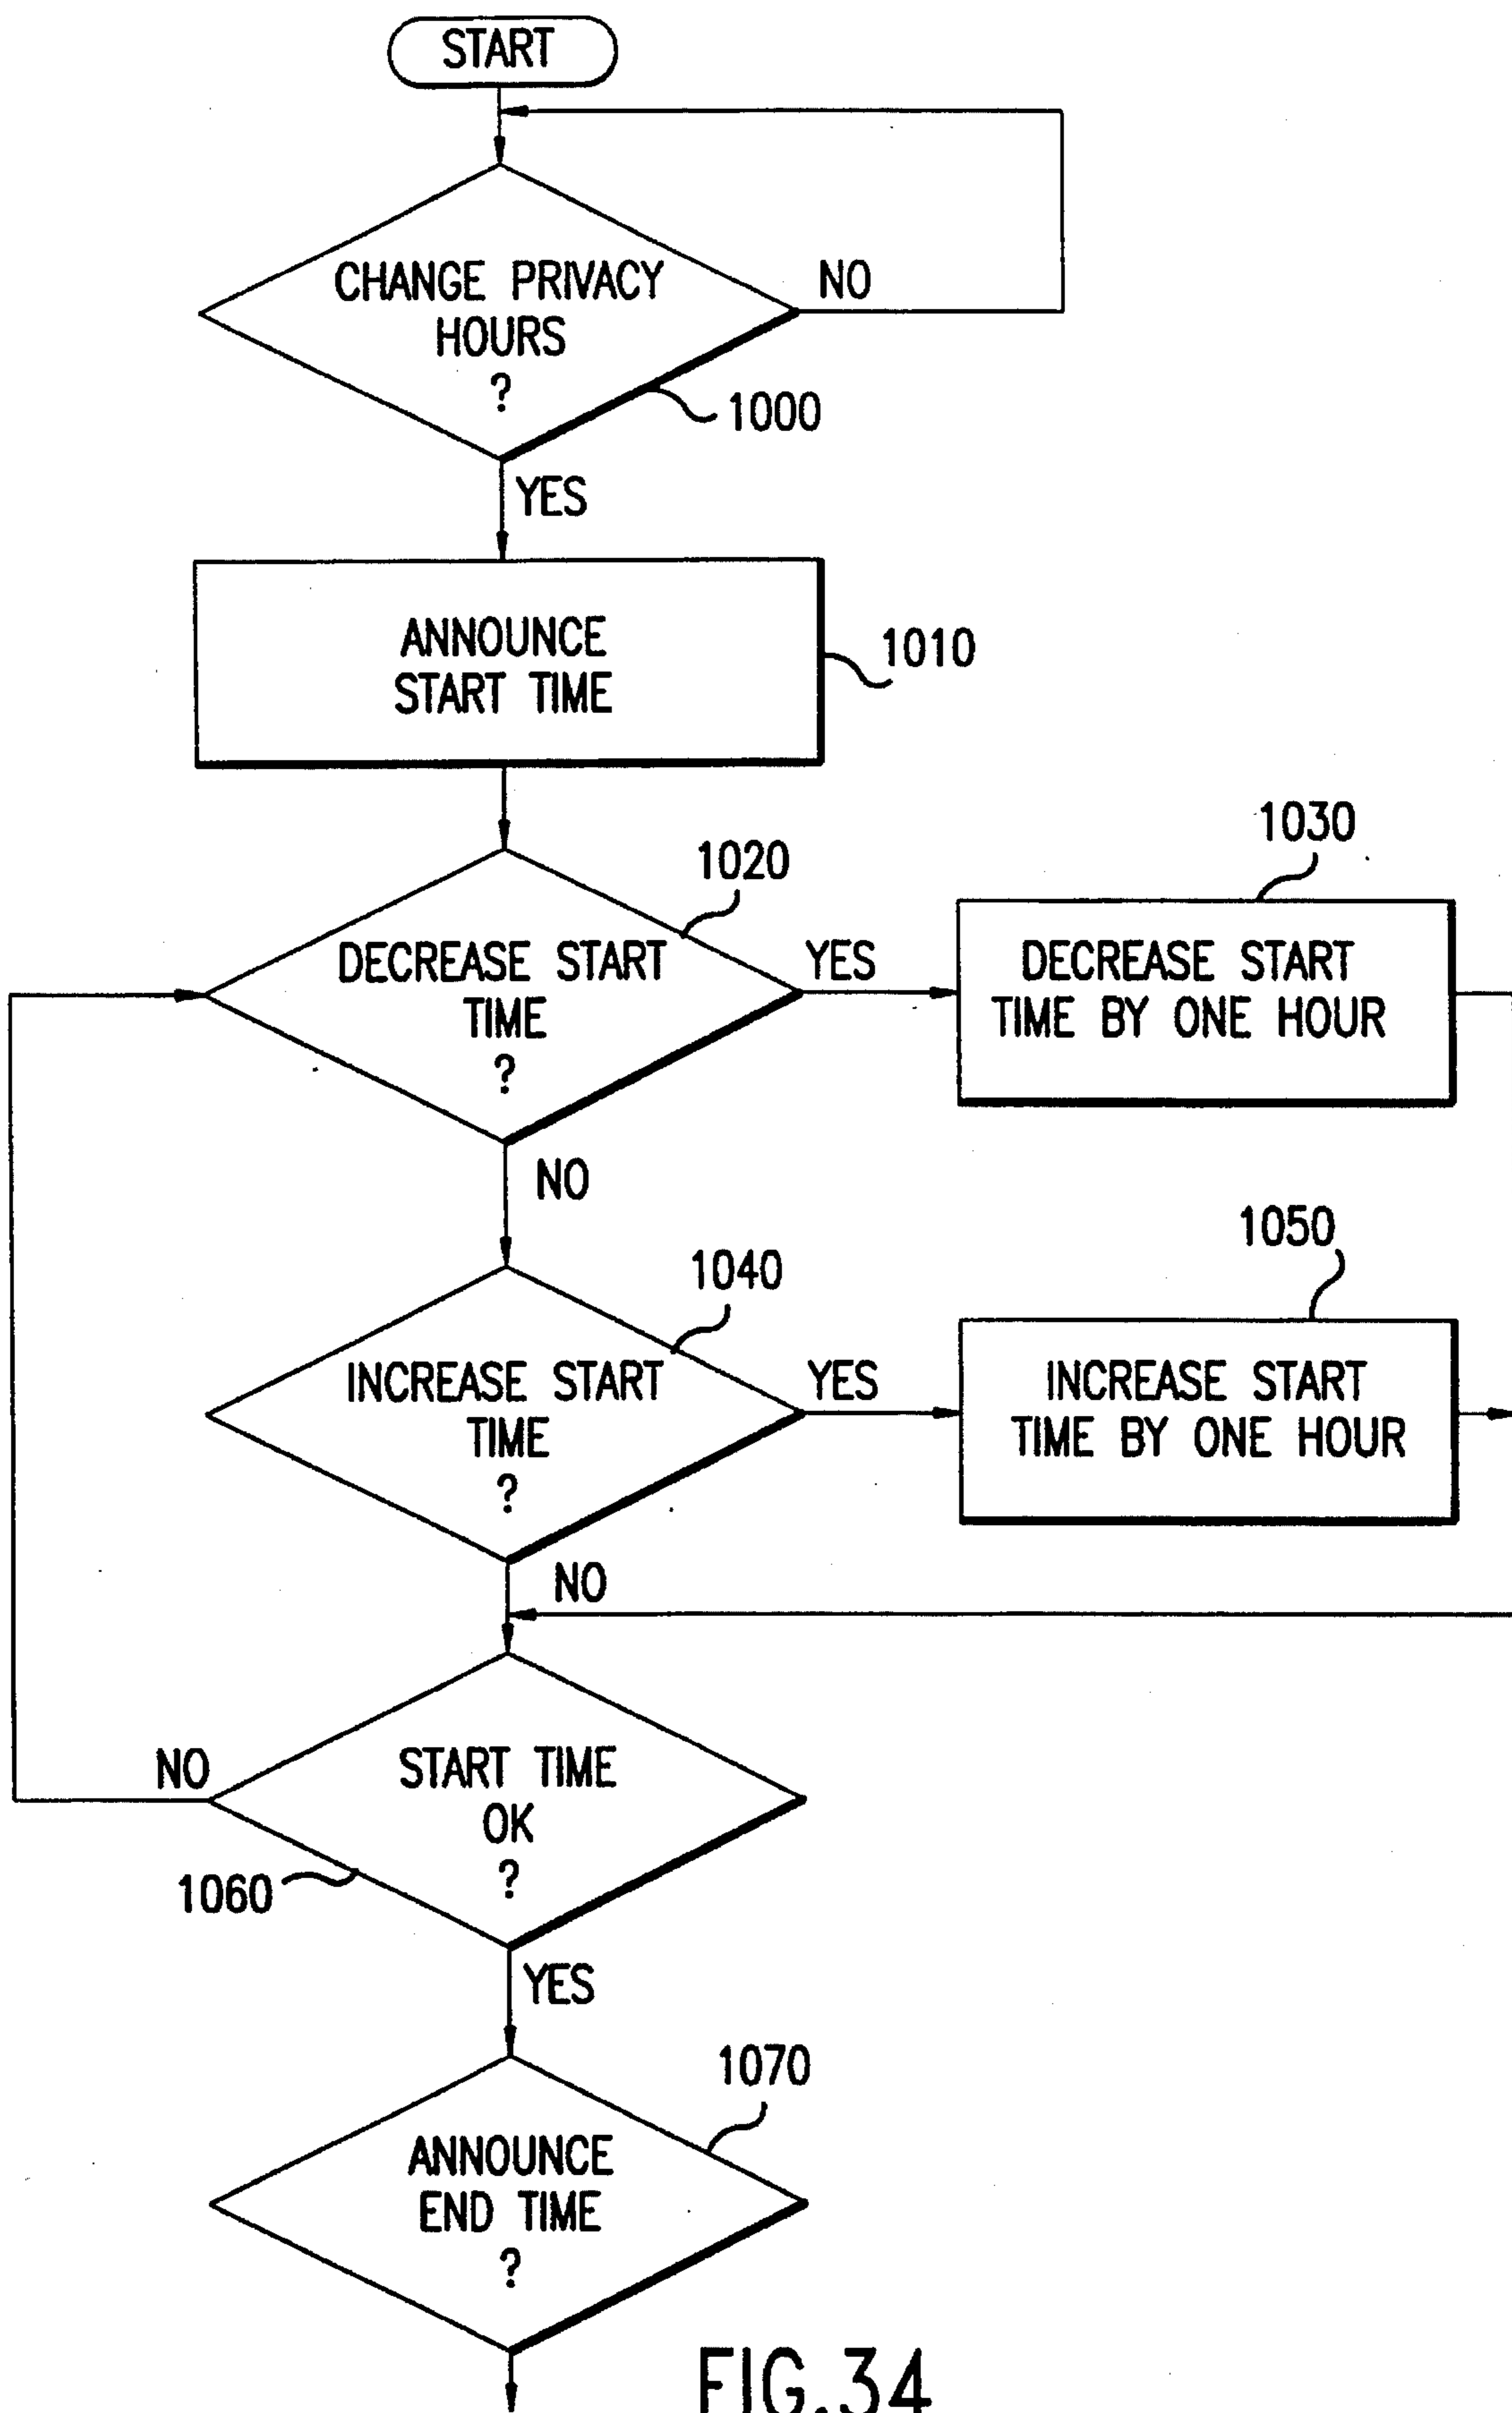 START
CHANGE PRIVACY
HOURS
?
NO
1000
YES
ANNOUNCE
START TIME
1010
1020
DECREASE START
TIME
?
YES
1030
DECREASE START
TIME BY ONE HOUR
NO
1040
INCREASE START
TIME
?
YES
1050
INCREASE START
TIME BY ONE HOUR
NO
START TIME
OK
?
NO
1060
YES
1070
ANNOUNCE
END TIME
?
FIG.34